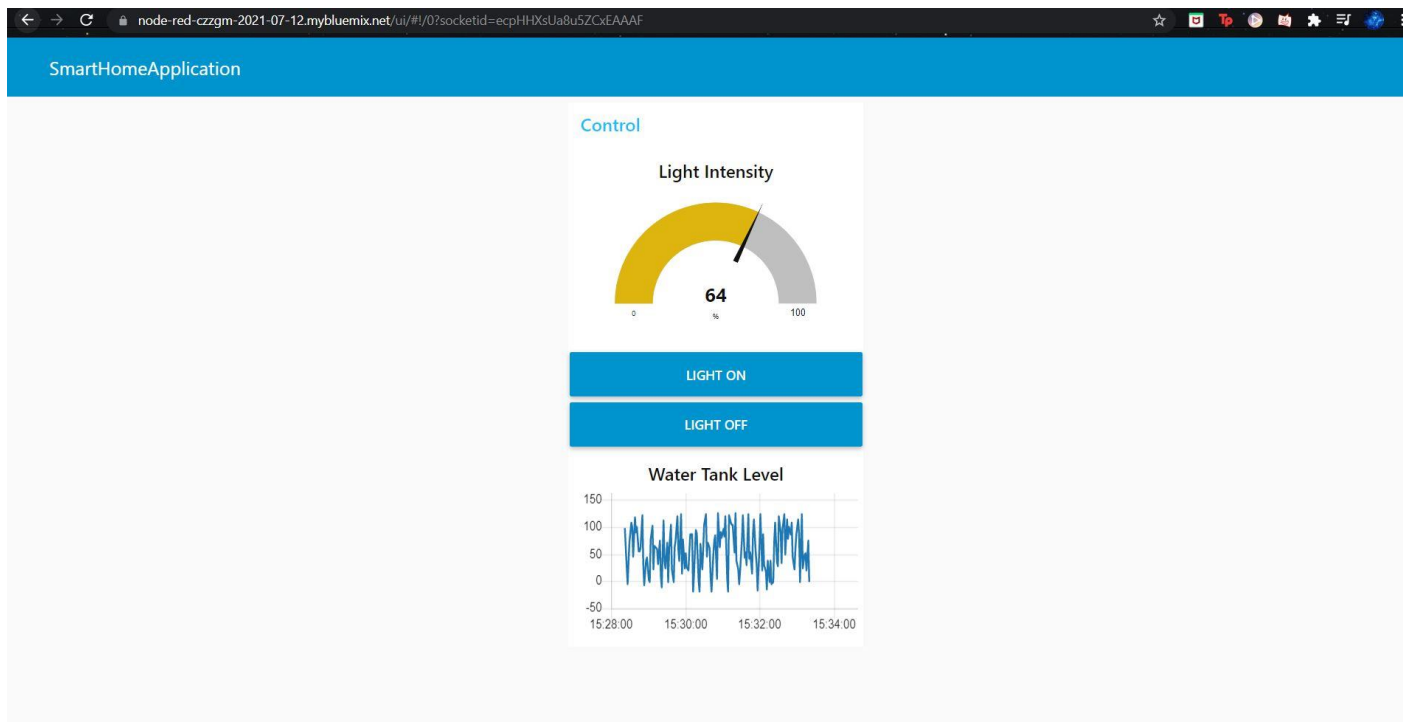 node-red-czzgm-2021-07-12.mybluemix.net/ui/#!/0?socketid=ecpHHXsUa8u5ZCxEAAAF
Tp
SmartHomeApplication
Control
Light Intensity
64
0 % 100
LIGHT ON
LIGHT OFF
Water Tank Level
150
100
50
0
-50
15:28:00 15:30:00 15:32:00 15:34:00